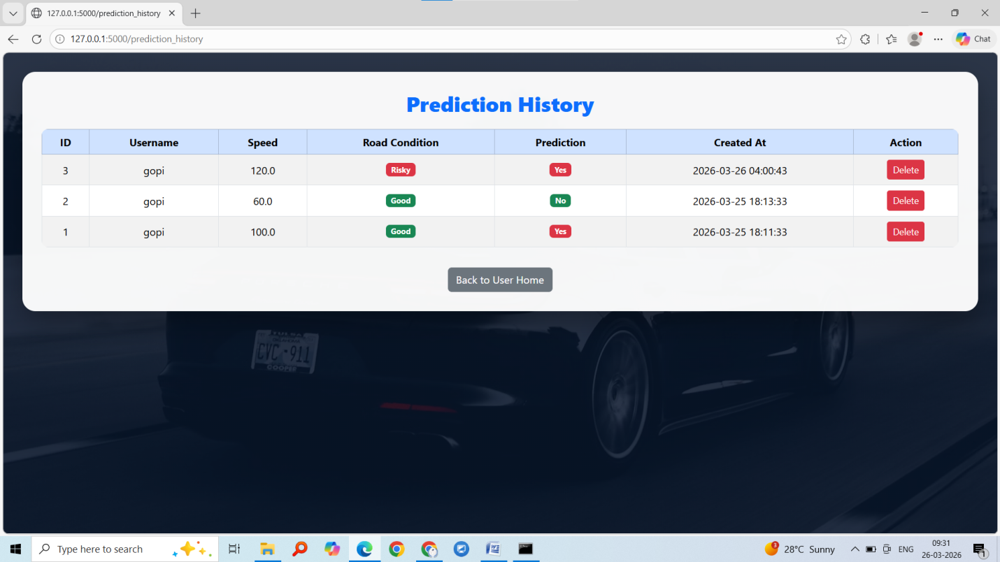 127.0.0.1:5000/prediction_history
127.0.0.1:5000/prediction_history
Chat
Prediction History
ID Username Speed Road Condition Prediction Created At Action
3 gopi 120.0 Risky Yes 2026-03-26 04:00:43 Delete
2 gopi 60.0 Good No 2026-03-25 18:13:33 Delete
1 gopi 100.0 Good Yes 2026-03-25 18:11:33 Delete
Back to User Home
CVC-911
COOPER
Type here to search
3 28°C Sunny ENG 09:31
26-03-2026 1